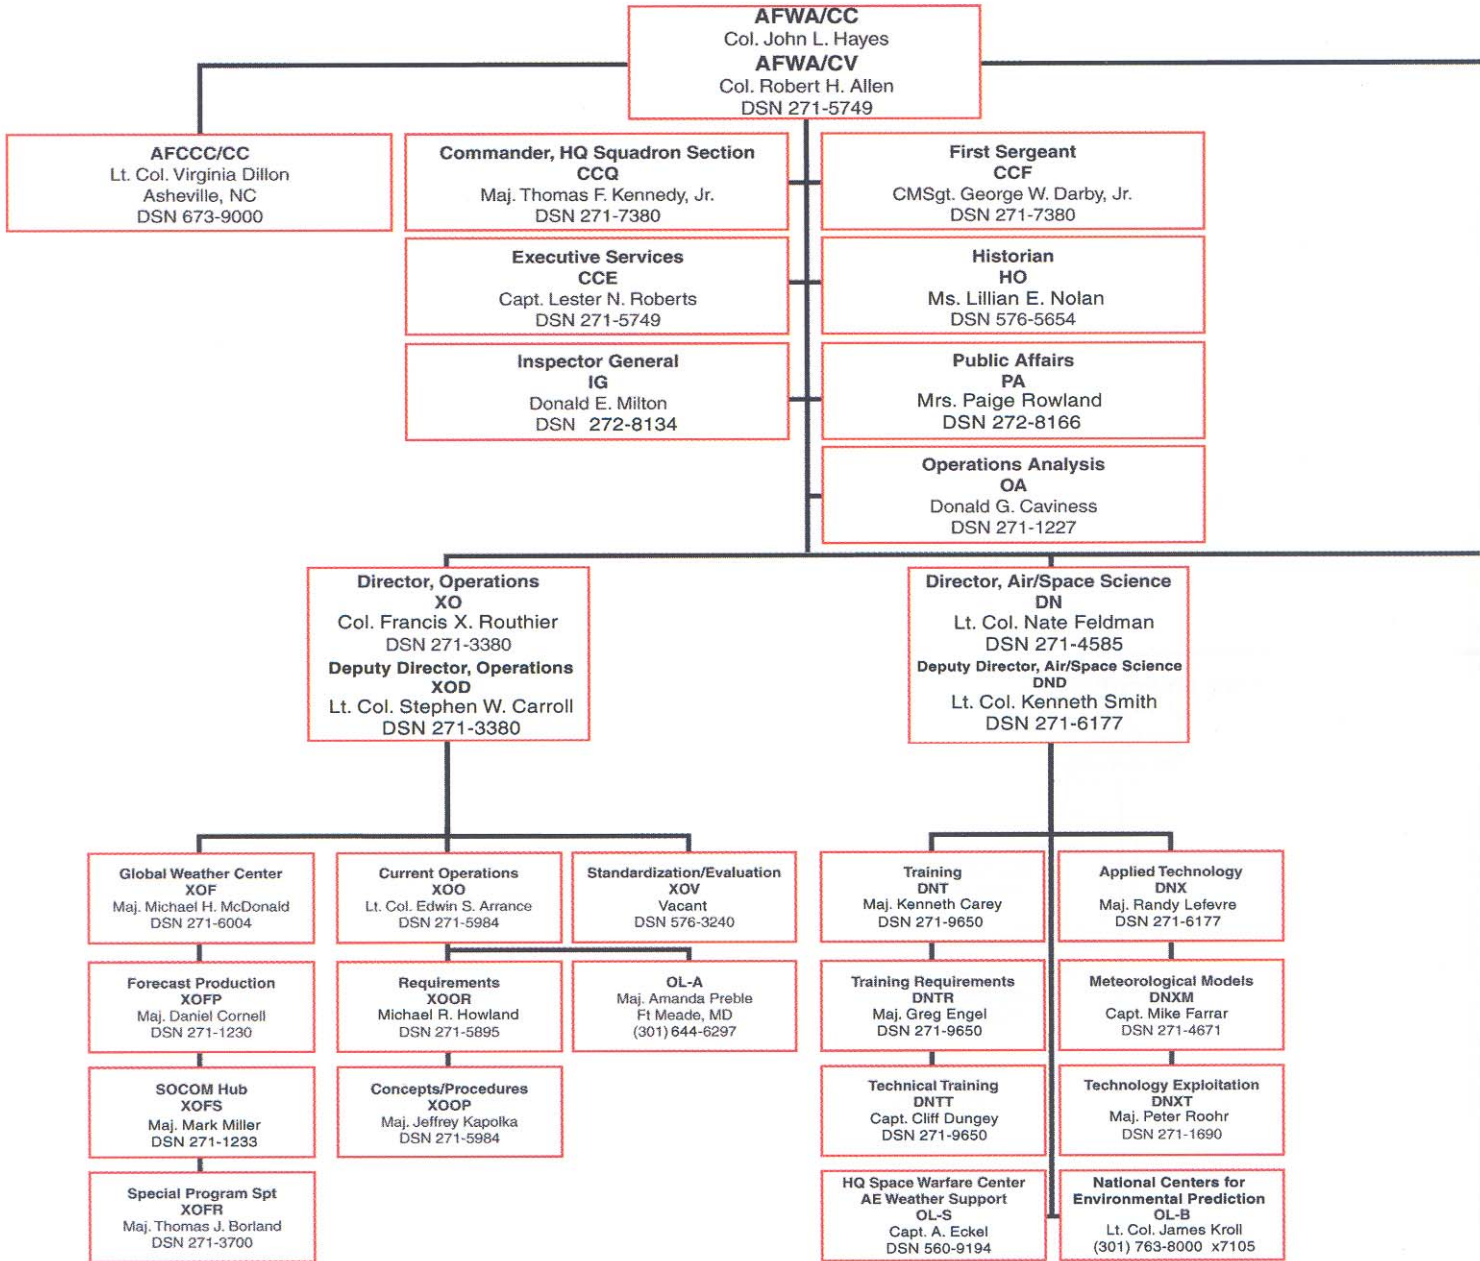 AFWA/CC
Col. John L. Hayes
AFWA/CV
Col. Robert H. Allen
DSN 271-5749
AFCCC/CC
Lt. Col. Virginia Dillon
Asheville, NC
DSN 673-9000
Commander, HQ Squadron Section
CCQ
Maj. Thomas F. Kennedy, Jr.
DSN 271-7380
First Sergeant
CCF
CMSgt. George W. Darby, Jr.
DSN 271-7380
Executive Services
CCE
Capt. Lester N. Roberts
DSN 271-5749
Historian
HO
Ms. Lillian E. Nolan
DSN 576-5654
Inspector General
IG
Donald E. Milton
DSN 272-8134
Public Affairs
PA
Mrs. Paige Rowland
DSN 272-8166
Operations Analysis
OA
Donald G. Caviness
DSN 271-1227
Director, Operations
XO
Col. Francis X. Routhier
DSN 271-3380
Deputy Director, Operations
XOD
Lt. Col. Stephen W. Carroll
DSN 271-3380
Director, Air/Space Science
DN
Lt. Col. Nate Feldman
DSN 271-4585
Deputy Director, Air/Space Science
DND
Lt. Col. Kenneth Smith
DSN 271-6177
Global Weather Center
XOF
Maj. Michael H. McDonald
DSN 271-6004
Current Operations
XOO
Lt. Col. Edwin S. Arrance
DSN 271-5984
Standardization/Evaluation
XOV
Vacant
DSN 576-3240
Training
DNT
Maj. Kenneth Carey
DSN 271-9650
Applied Technology
DNX
Maj. Randy Lefevre
DSN 271-6177
Forecast Production
XOFP
Maj. Daniel Cornell
DSN 271-1230
Requirements
XOOR
Michael R. Howland
DSN 271-5895
OL-A
Maj. Amanda Preble
Ft Meade, MD
(301) 644-6297
Training Requirements
DNTR
Maj. Greg Engel
DSN 271-9650
Meteorological Models
DNXM
Capt. Mike Farrar
DSN 271-4671
SOCOM Hub
XOFS
Maj. Mark Miller
DSN 271-1233
Concepts/Procedures
XOOP
Maj. Jeffrey Kapolka
DSN 271-5984
Technical Training
DNTT
Capt. Cliff Dungey
DSN 271-9650
Technology Exploitation
DNXT
Maj. Peter Roohr
DSN 271-1690
Special Program Spt
XOFR
Maj. Thomas J. Borland
DSN 271-3700
HQ Space Warfare Center
AE Weather Support
OL-S
Capt. A. Eckel
DSN 560-9194
National Centers for
Environmental Prediction
OL-B
Lt. Col. James Kroll
(301) 763-8000 x7105